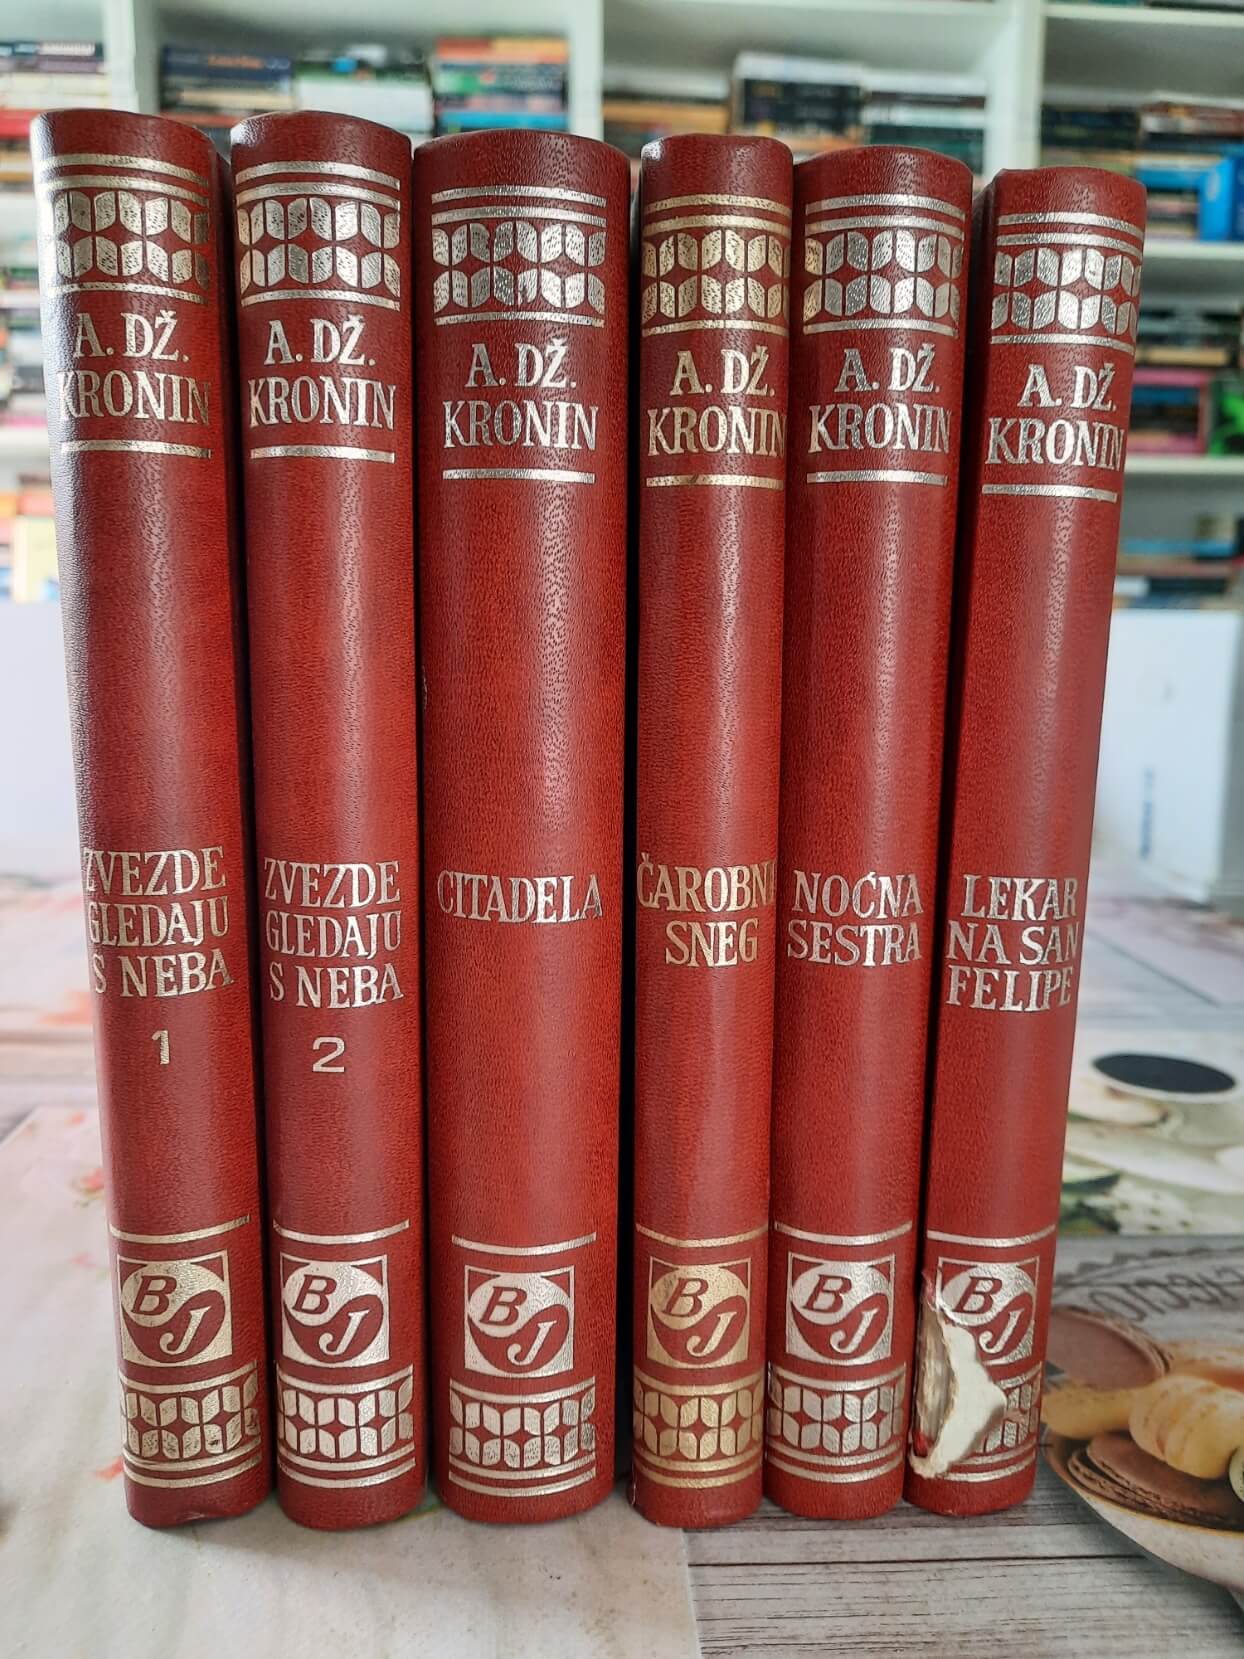 A. DŽ.
KRONIN
ZVEZDE
GLEDAJU
S NEBA
1
BJ
A. DŽ.
KRONIN
ZVEZDE
GLEDAJU
S NEBA
2
BJ
A. DŽ.
KRONIN
CITADELA
BJ
A. DŽ.
KRONIN
ČAROBNI
SNEG
BJ
A. DŽ.
KRONIN
NOĆNA
SESTRA
BJ
A. DŽ.
KRONIN
LEKAR
NA SAN
FELIPE
BJ